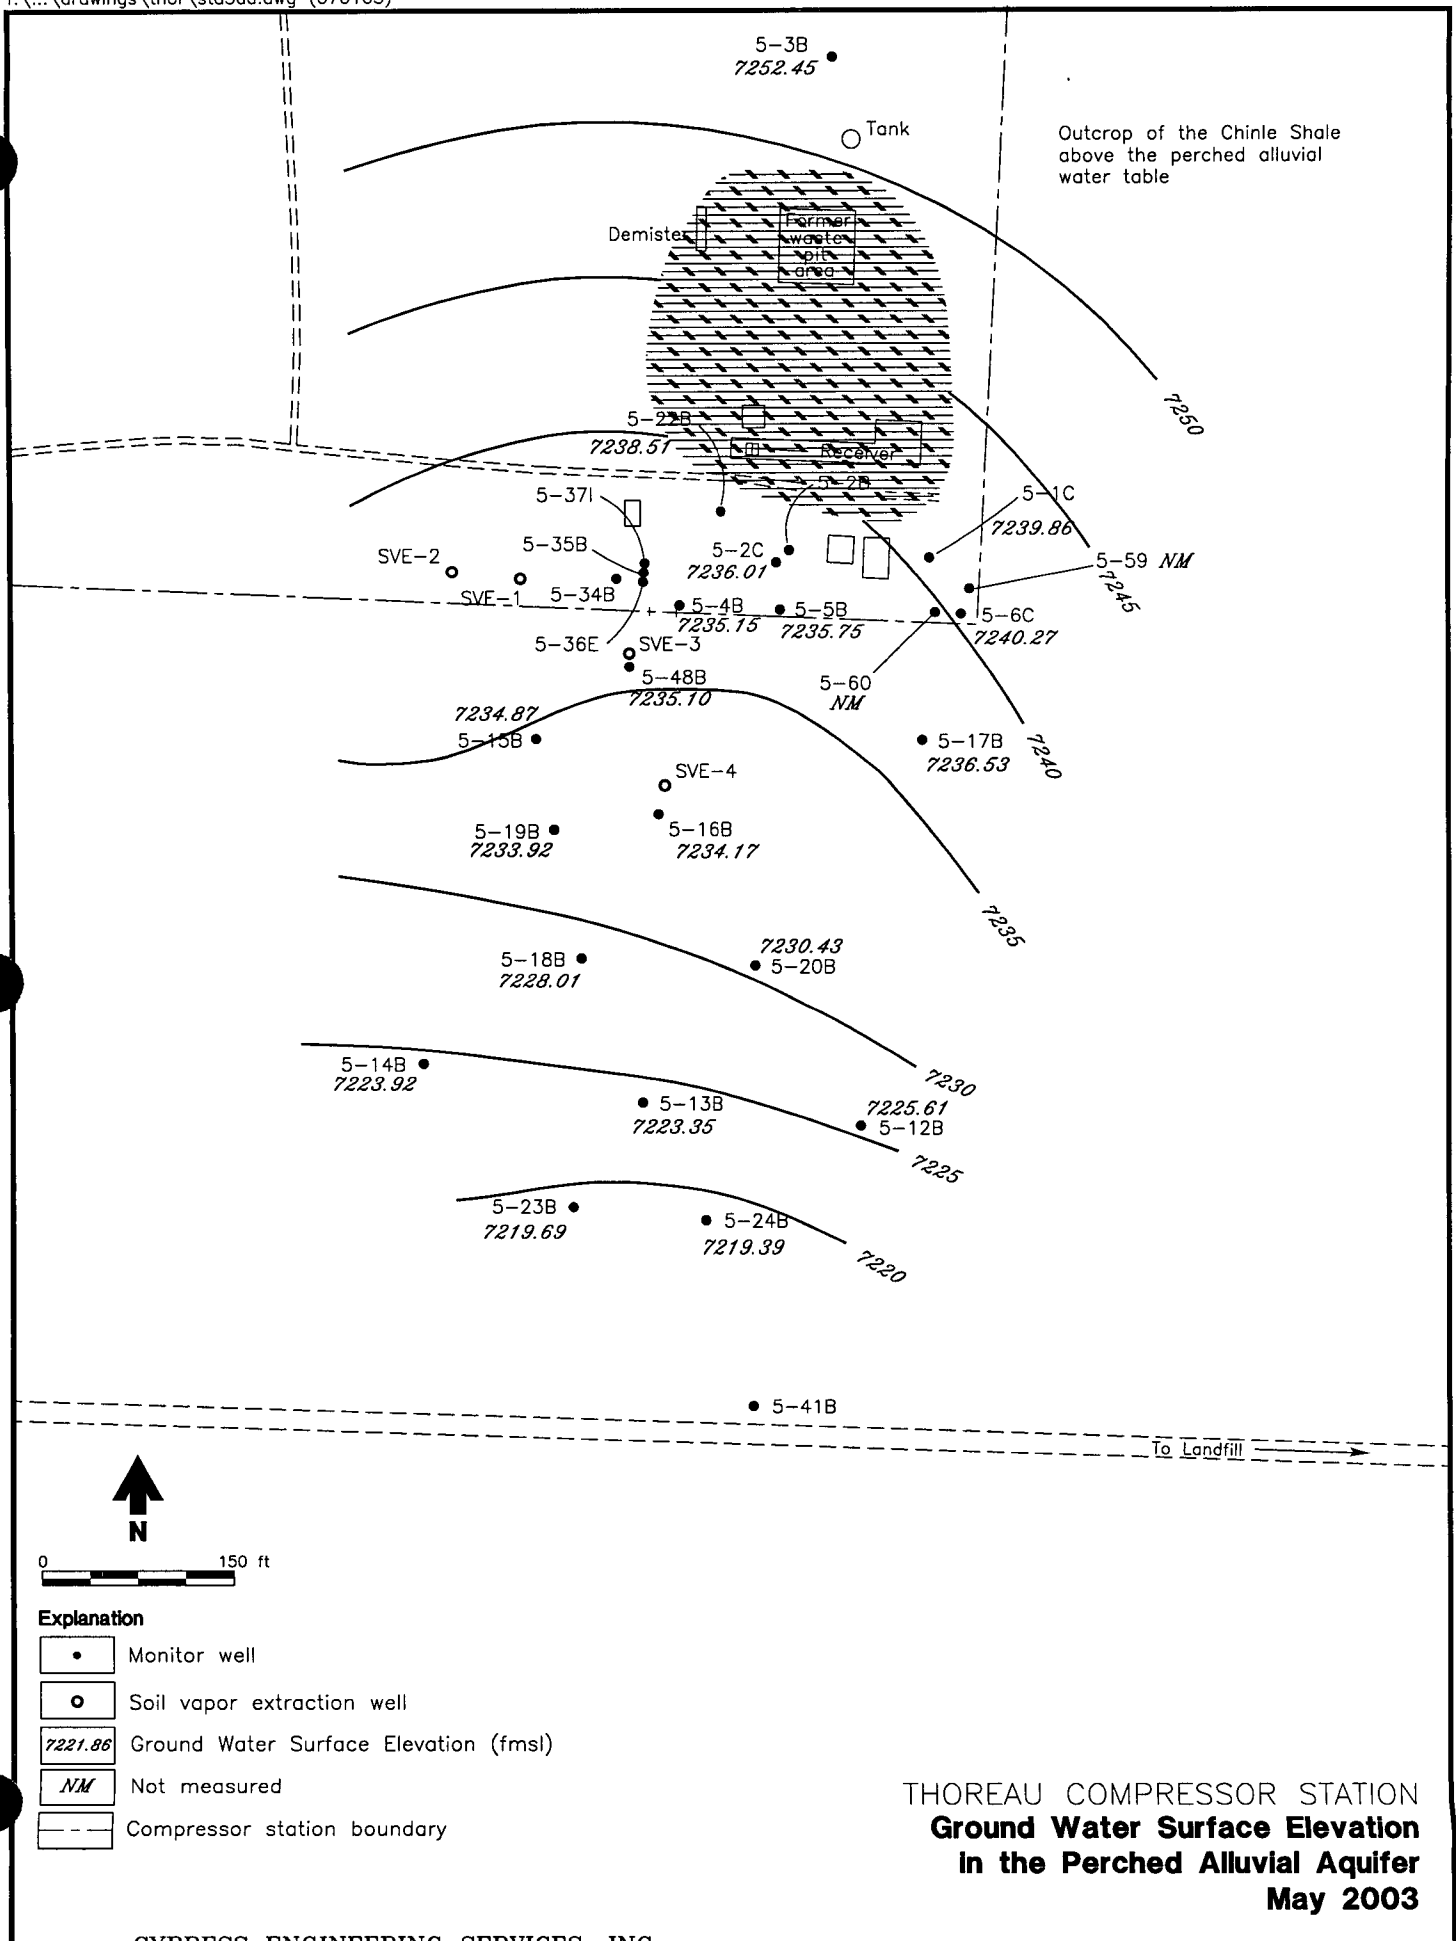 5-3B
7252.45
Tank
Outcrop of the Chinle Shale
above the perched alluvial
water table
Demister
Former
waste
pit
area
7250
5-22B
7238.51
Receiver
5-2B
5-37I
5-1C
7239.86
5-35B
5-2C
7236.01
SVE-2
5-59 NM
7245
SVE-1
5-34B
5-4B
7235.15
5-5B
7235.75
5-6C
7240.27
5-36E
SVE-3
5-48B
7235.10
5-60
NM
7234.87
5-15B
5-17B
7236.53
7240
SVE-4
5-19B
7233.92
5-16B
7234.17
7235
7230.43
5-20B
5-18B
7228.01
5-14B
7223.92
7230
5-13B
7223.35
7225.61
5-12B
7225
5-23B
7219.69
5-24B
7219.39
7220
5-41B
To Landfill
N
0 150 ft
Explanation
Monitor well
Soil vapor extraction well
7221.86 Ground Water Surface Elevation (fmsl)
NM Not measured
Compressor station boundary
THOREAU COMPRESSOR STATION
Ground Water Surface Elevation
in the Perched Alluvial Aquifer
May 2003
CYPRESS ENGINEERING SERVICES, INC.